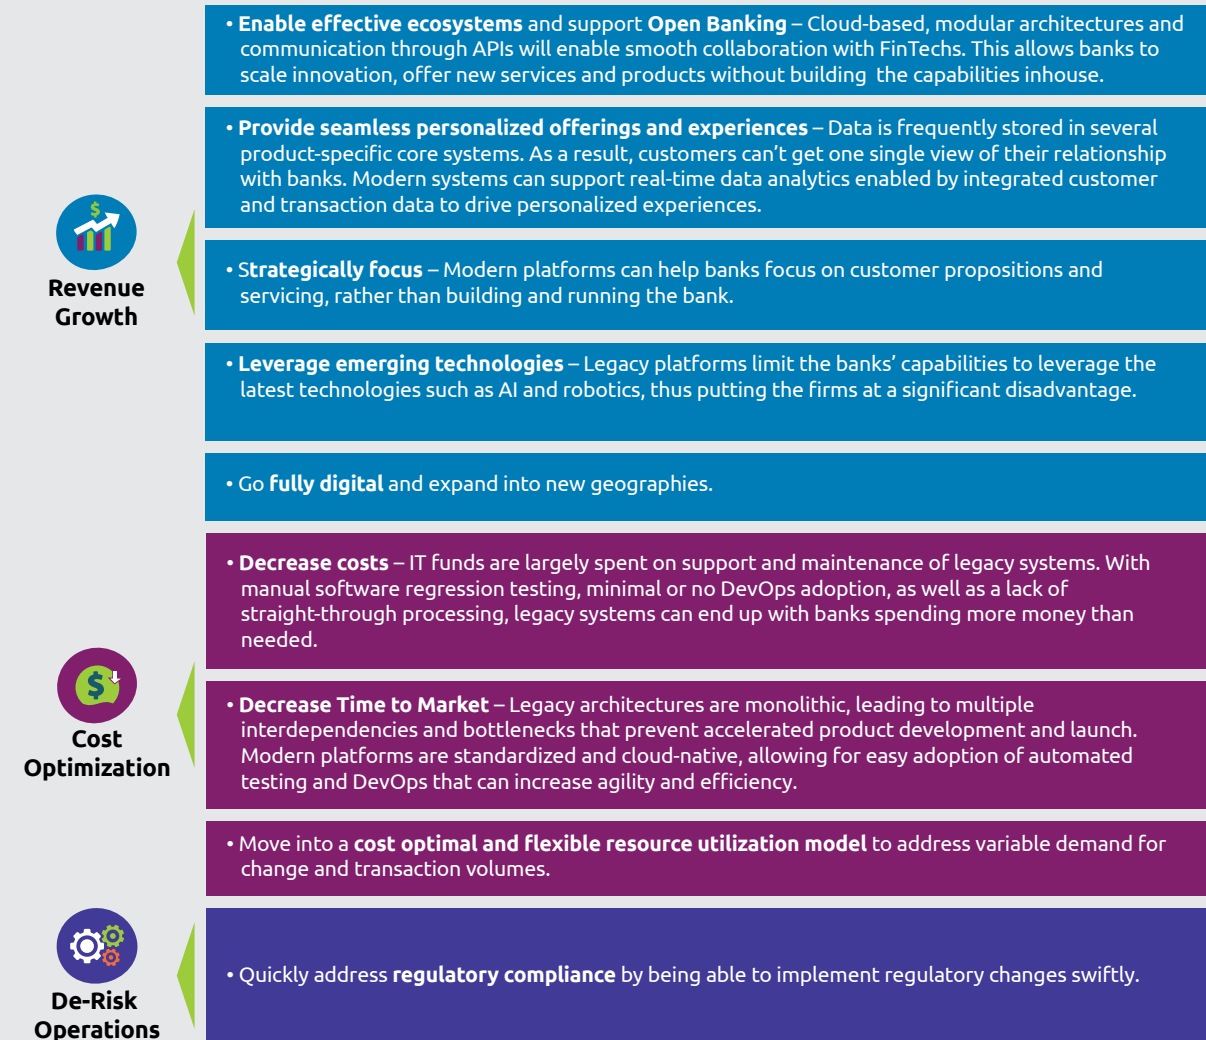 • Enable effective ecosystems and support Open Banking – Cloud-based, modular architectures and
communication through APIs will enable smooth collaboration with FinTechs. This allows banks to
scale innovation, offer new services and products without building  the capabilities inhouse.
• Provide seamless personalized offerings and experiences – Data is frequently stored in several
product-specific core systems. As a result, customers can't get one single view of their relationship
with banks. Modern systems can support real-time data analytics enabled by integrated customer
and transaction data to drive personalized experiences.
Revenue
Growth
• Strategically focus – Modern platforms can help banks focus on customer propositions and
servicing, rather than building and running the bank.
• Leverage emerging technologies – Legacy platforms limit the banks' capabilities to leverage the
latest technologies such as AI and robotics, thus putting the firms at a significant disadvantage.
• Go fully digital and expand into new geographies.
• Decrease costs – IT funds are largely spent on support and maintenance of legacy systems. With
manual software regression testing, minimal or no DevOps adoption, as well as a lack of
straight-through processing, legacy systems can end up with banks spending more money than
needed.
Cost
Optimization
• Decrease Time to Market – Legacy architectures are monolithic, leading to multiple
interdependencies and bottlenecks that prevent accelerated product development and launch.
Modern platforms are standardized and cloud-native, allowing for easy adoption of automated
testing and DevOps that can increase agility and efficiency.
• Move into a cost optimal and flexible resource utilization model to address variable demand for
change and transaction volumes.
De-Risk
Operations
• Quickly address regulatory compliance by being able to implement regulatory changes swiftly.